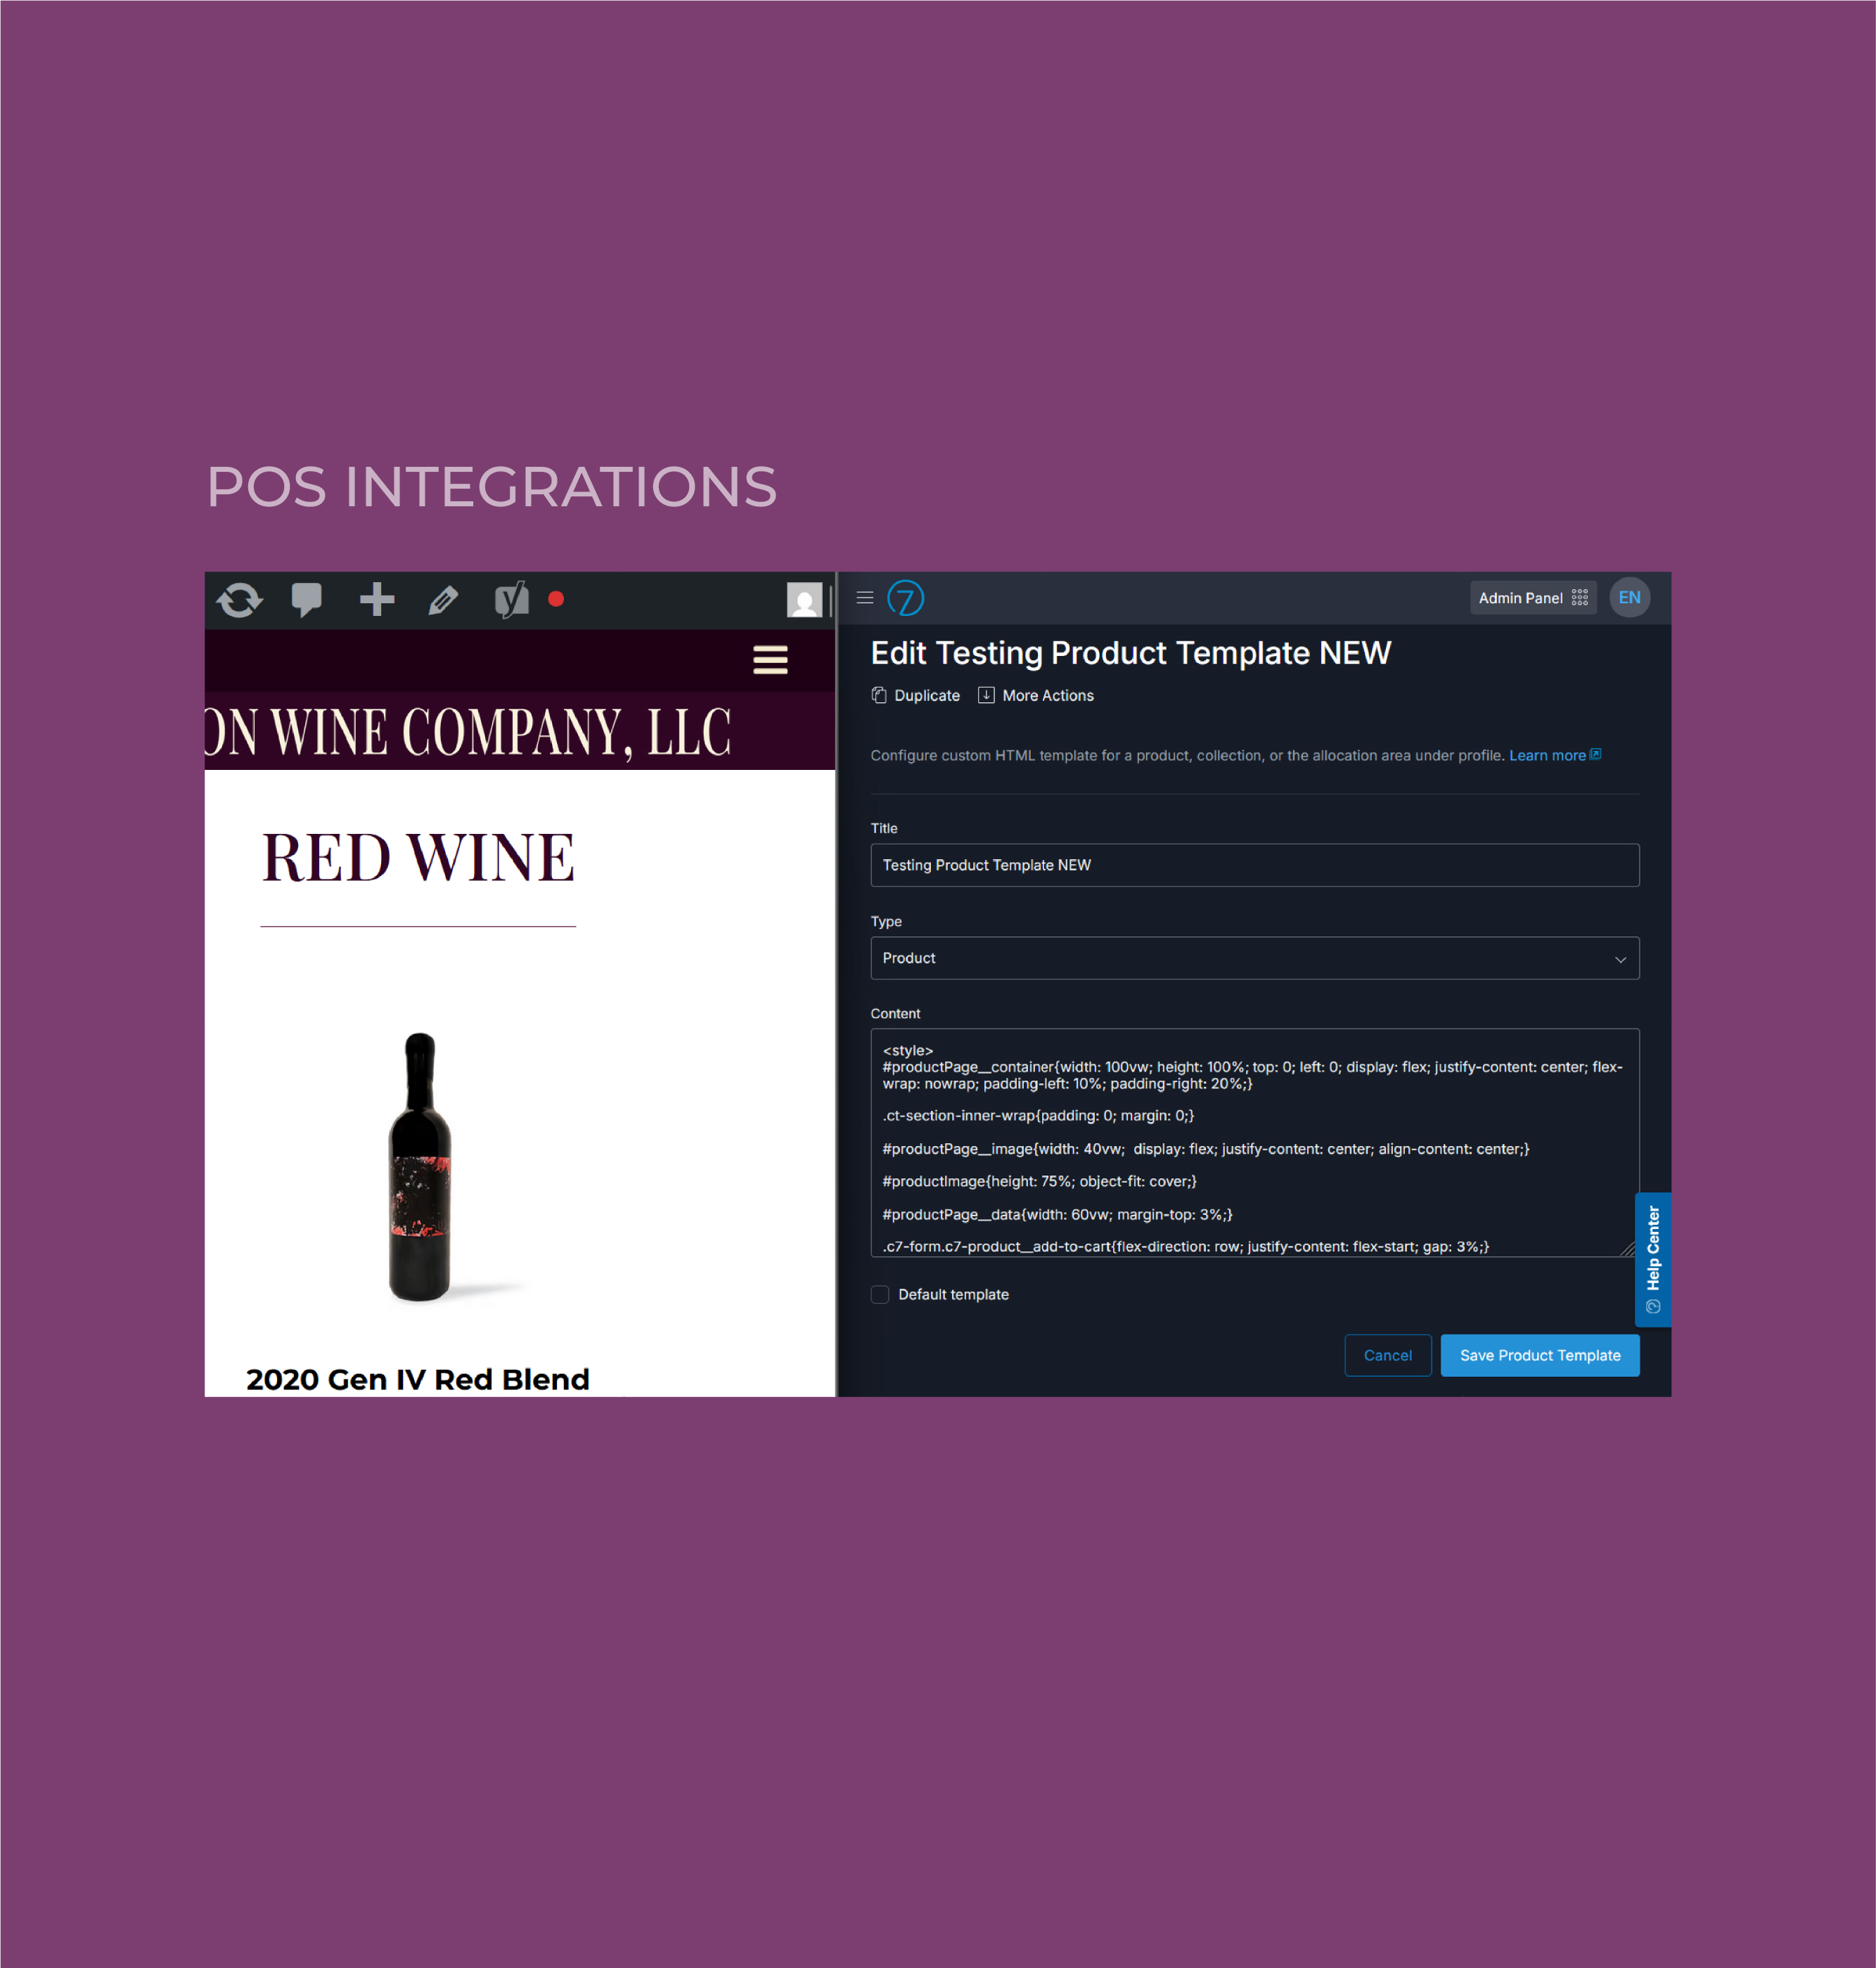 POS INTEGRATIONS
ON WINE COMPANY, LLC
RED WINE
2020 Gen IV Red Blend
7
Admin Panel
EN
Edit Testing Product Template NEW
Duplicate
More Actions
Configure custom HTML template for a product, collection, or the allocation area under profile. Learn more
Title
Testing Product Template NEW
Type
Product
Content
<style>
#productPage__container{width: 100vw; height: 100%; top: 0; left: 0; display: flex; justify-content: center; flex-
wrap: nowrap; padding-left: 10%; padding-right: 20%;}
.ct-section-inner-wrap{padding: 0; margin: 0;}
#productPage__image{width: 40vw;  display: flex; justify-content: center; align-content: center;}
#productImage{height: 75%; object-fit: cover;}
#productPage__data{width: 60vw; margin-top: 3%;}
.c7-form.c7-product__add-to-cart{flex-direction: row; justify-content: flex-start; gap: 3%;}
Help Center
Default template
Cancel
Save Product Template